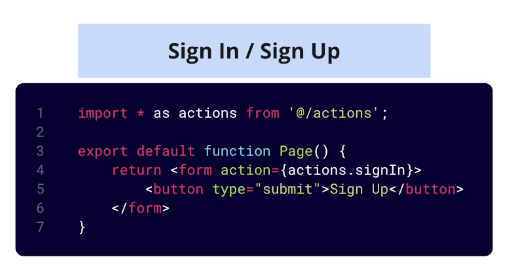 Sign In / Sign Up
1 import * as actions from '@/actions';
2
3 export default function Page() {
4     return <form action={actions.signIn}>
5         <button type="submit">Sign Up</button>
6     </form>
7 }